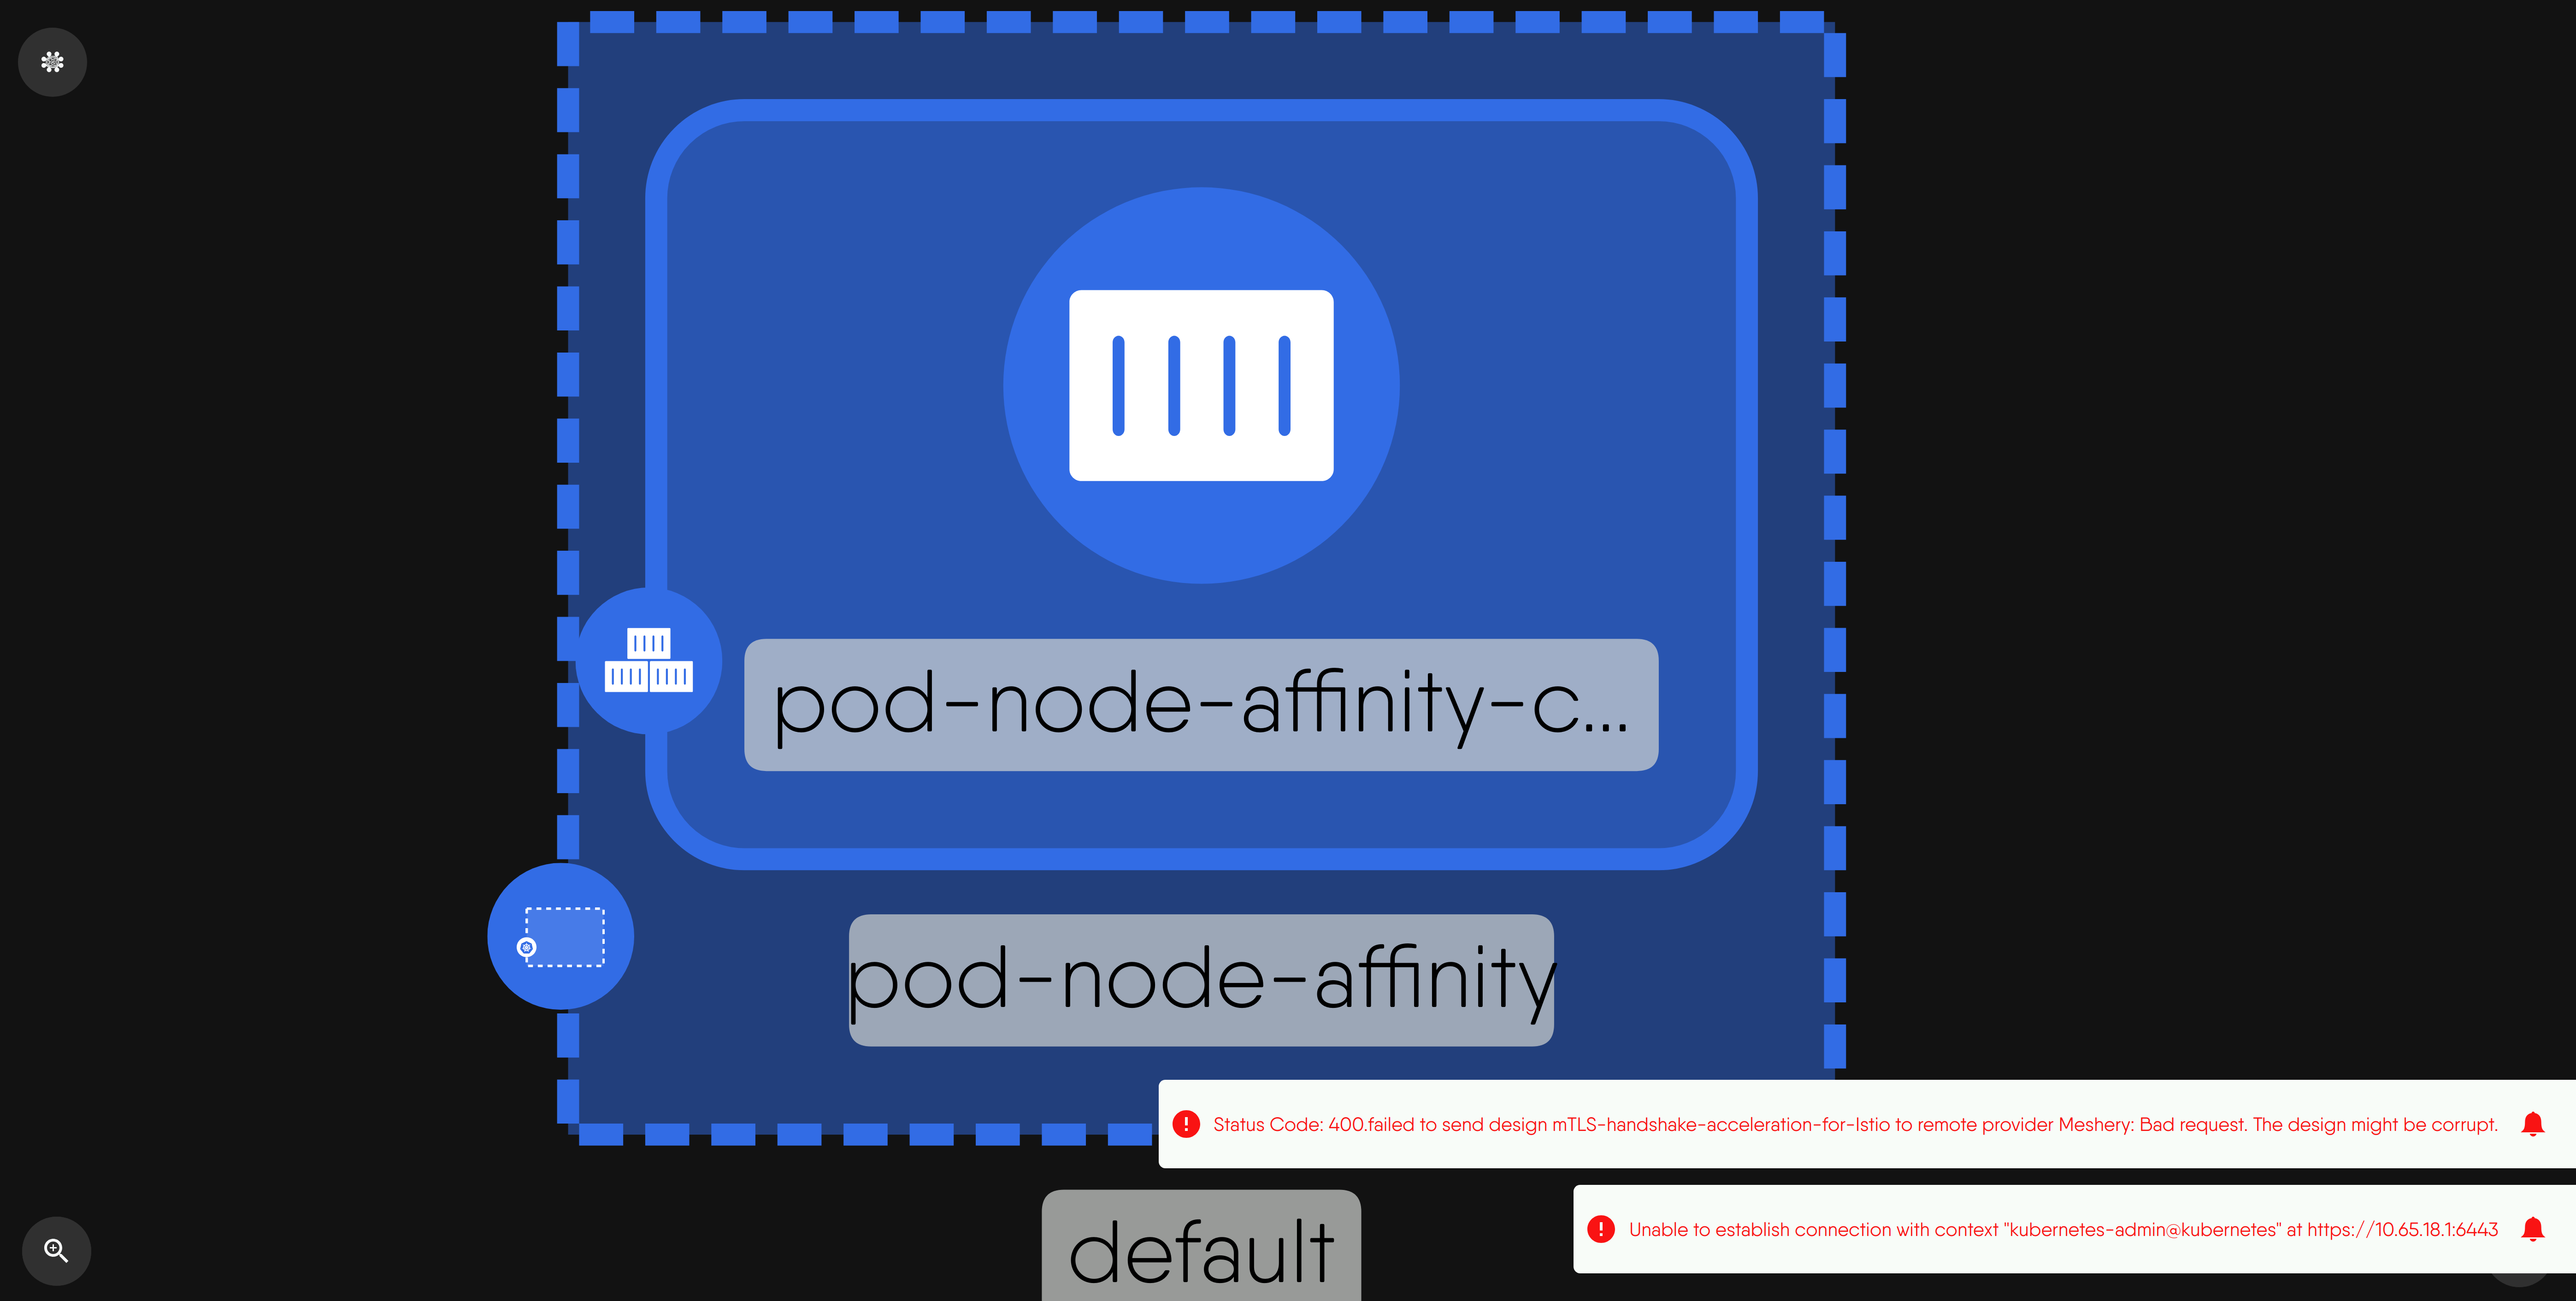 pod-node-affinity-c...
pod-node-affinity
Status Code: 400.failed to send design mTLS-handshake-acceleration-for-Istio to remote provider Meshery: Bad request. The design might be corrupt.
default
Unable to establish connection with context "kubernetes-admin@kubernetes" at https://10.65.18.1:6443